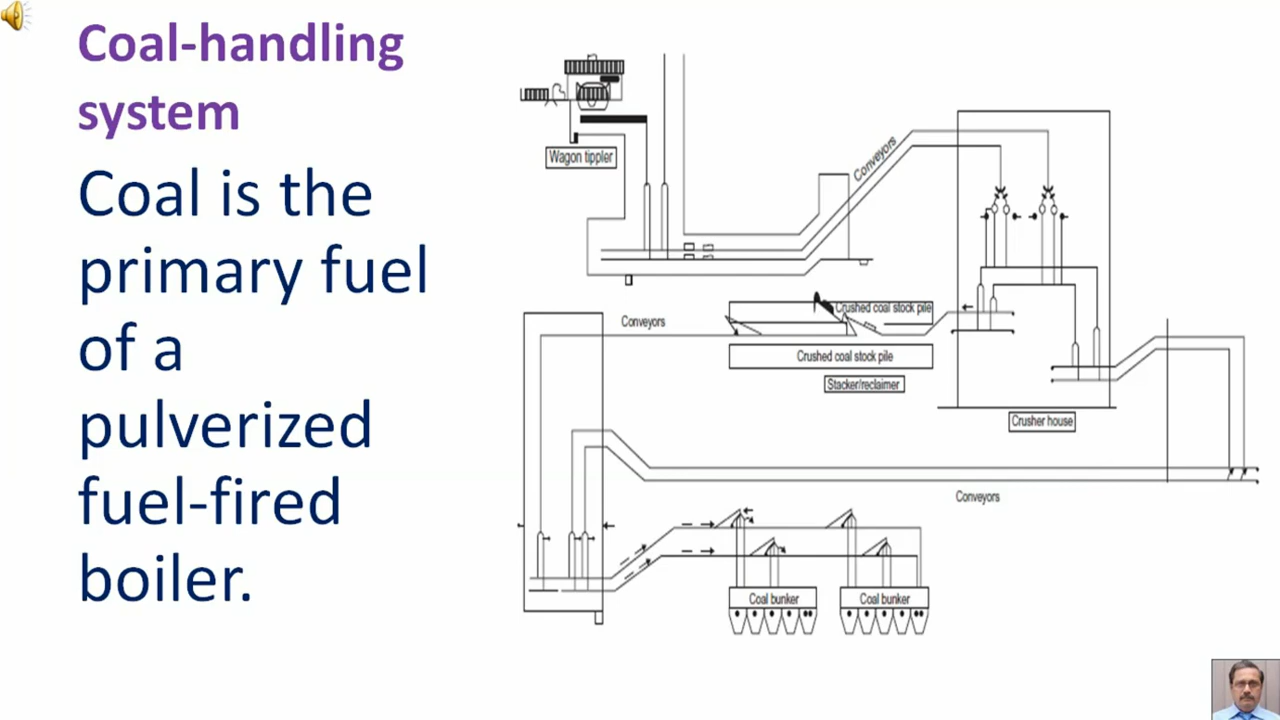 Coal-handling
system
Coal is the
primary fuel
of a
pulverized
fuel-fired
boiler.
Wagon tippler
Conveyors
Crushed coal stock pile
Conveyors
Crushed coal stock pile
Stacker/reclaimer
Crusher house
Conveyors
Coal bunker
Coal bunker